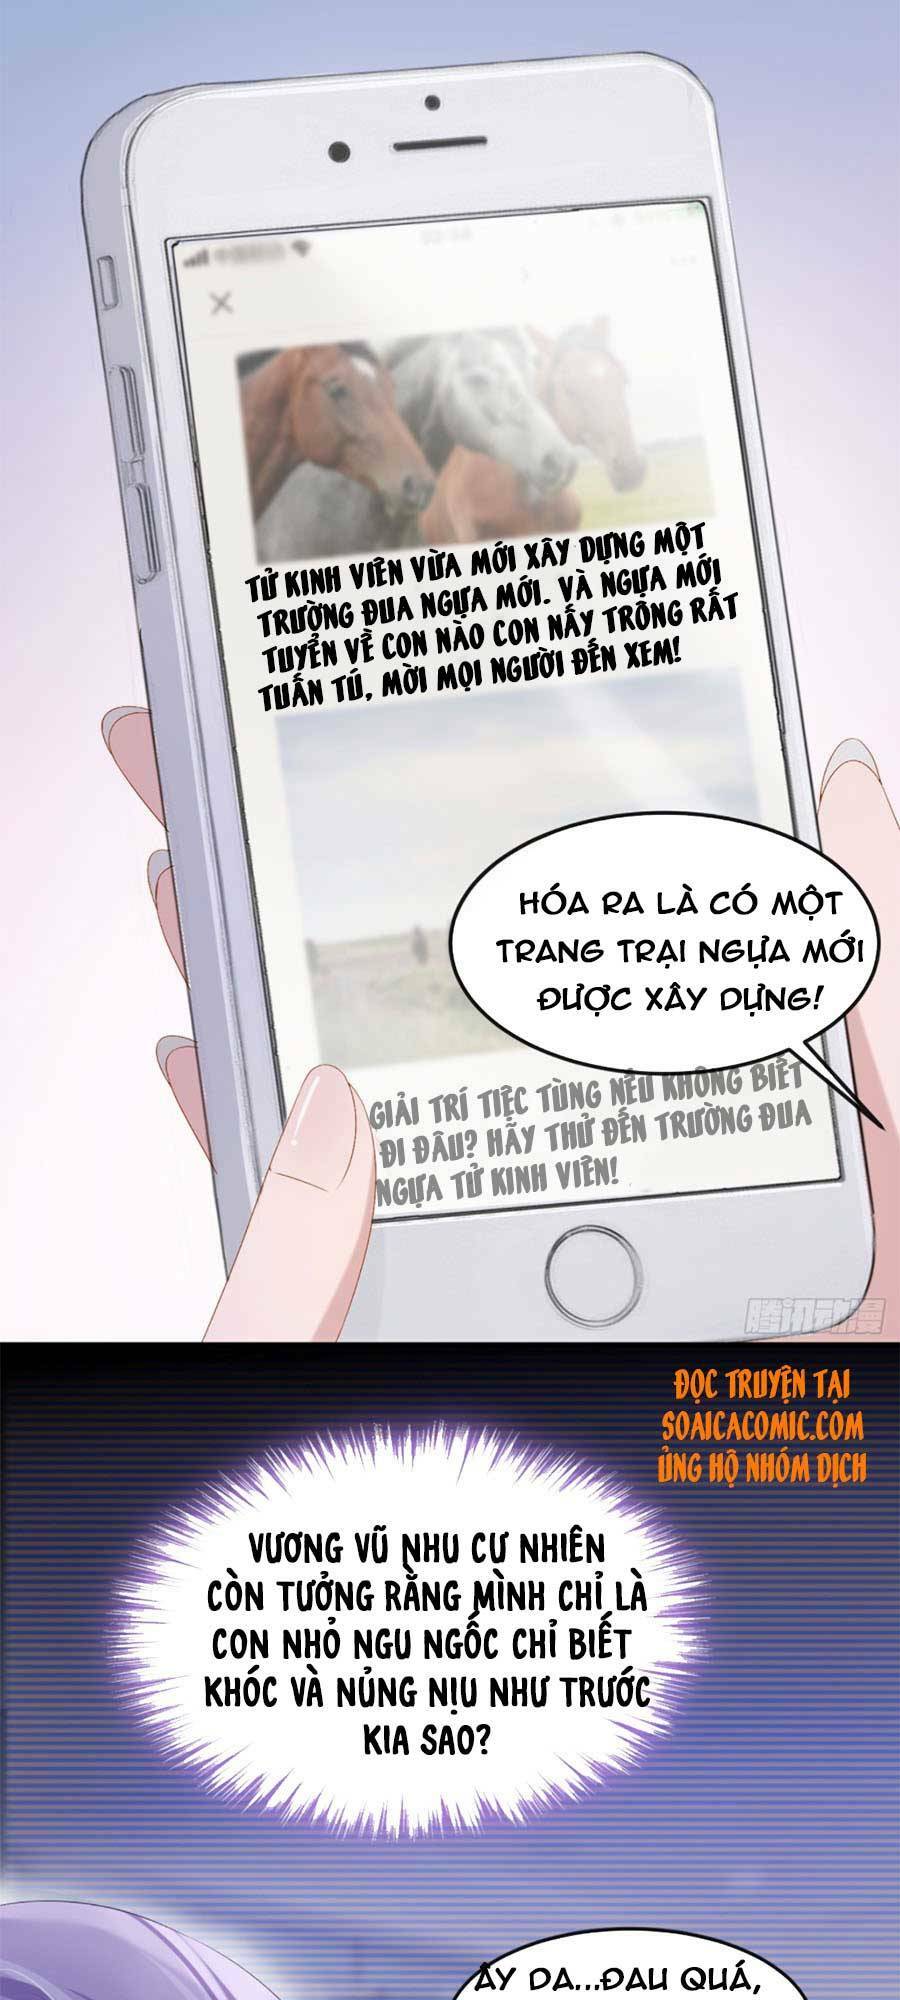 TỬ KINH VIÊN VỪA MỚI XÂY DỰNG MỘT
TRƯỜNG ĐUA NGỰA MỚI. VÀ NGỰA MỚI
TUYỂN VỀ CON NÀO CON NẤY TRÔNG RẤT
TUẤN TÚ, MỜI MỌI NGƯỜI ĐẾN XEM!
HÓA RA LÀ CÓ MỘT
TRANG TRẠI NGỰA MỚI
ĐƯỢC XÂY DỰNG!
GIẢI TRÍ TIỆC TÙNG NẾU KHÔNG BIẾT
ĐI ĐÂU? HÃY THỬ ĐẾN TRƯỜNG ĐUA
NGỰA TỬ KINH VIÊN!
腾讯动漫
ĐỌC TRUYỆN TẠI
SOAICACOMIC.COM
ỦNG HỘ NHÓM DỊCH
VƯƠNG VŨ NHU CƯ NHIÊN
CÒN TƯỞNG RẰNG MÌNH CHỈ LÀ
CON NHỎ NGU NGỐC CHỈ BIẾT
KHÓC VÀ NỦNG NỊU NHƯ TRƯỚC
KIA SAO?
ÂY DA...ĐAU QUÁ,